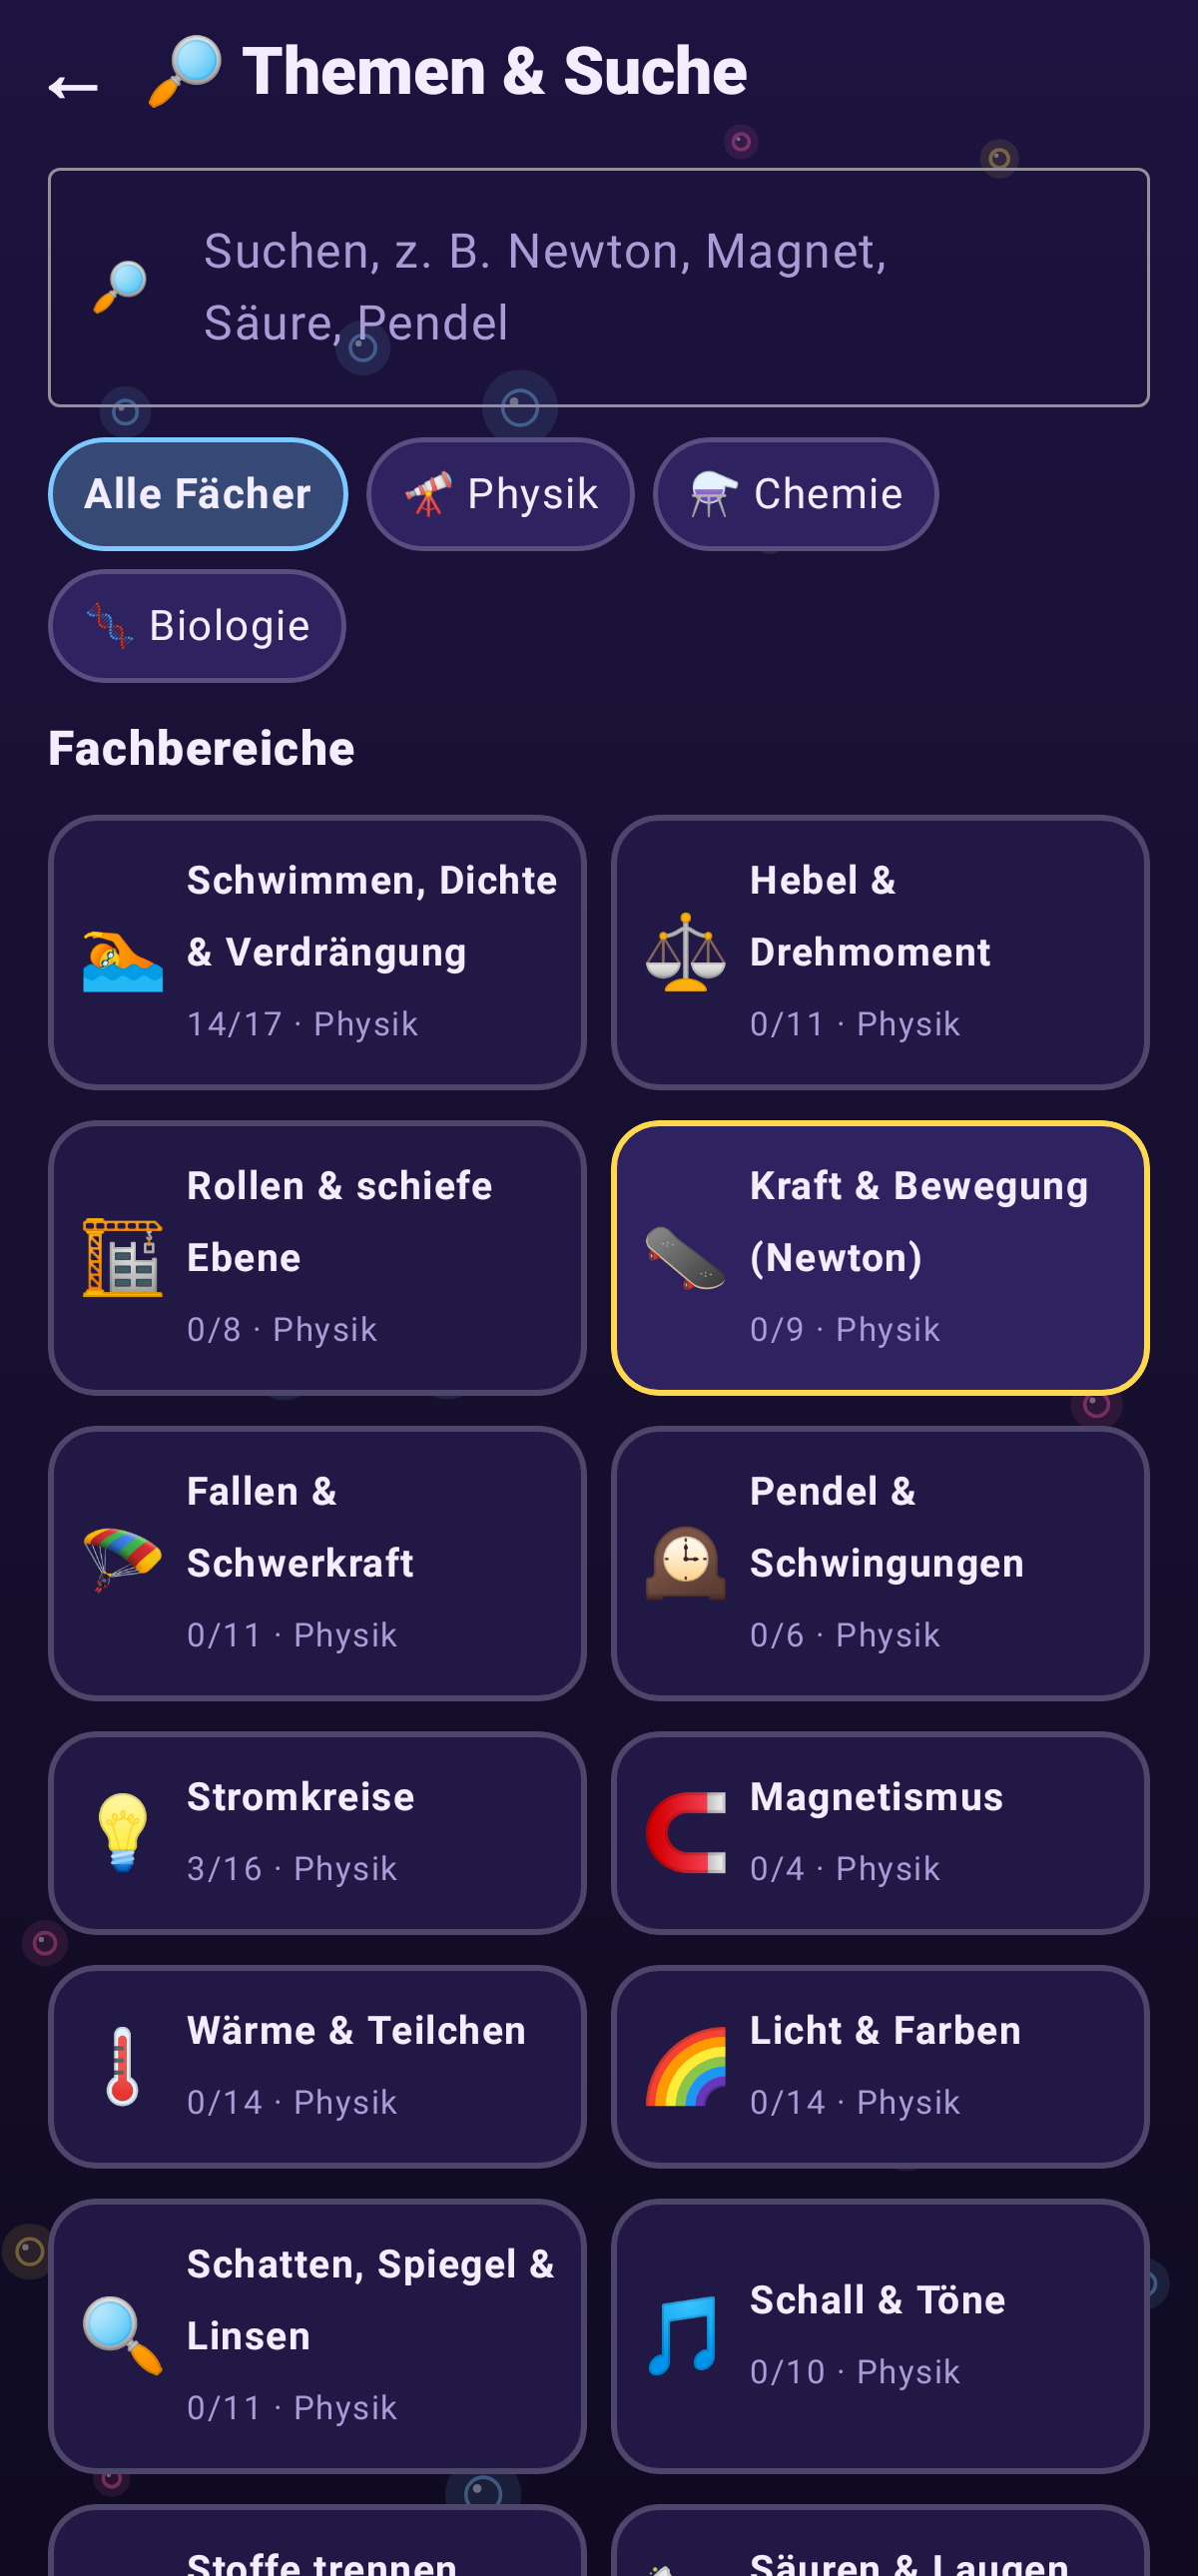 ← Themen & Suche
Suchen, z. B. Newton, Magnet,
Säure, Pendel
Alle Fächer
Physik
Chemie
Biologie
Fachbereiche
Schwimmen, Dichte
& Verdrängung
14/17 · Physik
Hebel &
Drehmoment
0/11 · Physik
Rollen & schiefe
Ebene
0/8 · Physik
Kraft & Bewegung
(Newton)
0/9 · Physik
Fallen &
Schwerkraft
0/11 · Physik
Pendel &
Schwingungen
0/6 · Physik
Stromkreise
3/16 · Physik
Magnetismus
0/4 · Physik
Wärme & Teilchen
0/14 · Physik
Licht & Farben
0/14 · Physik
Schatten, Spiegel &
Linsen
0/11 · Physik
Schall & Töne
0/10 · Physik
Stoffe trennen
Säuren & Laugen